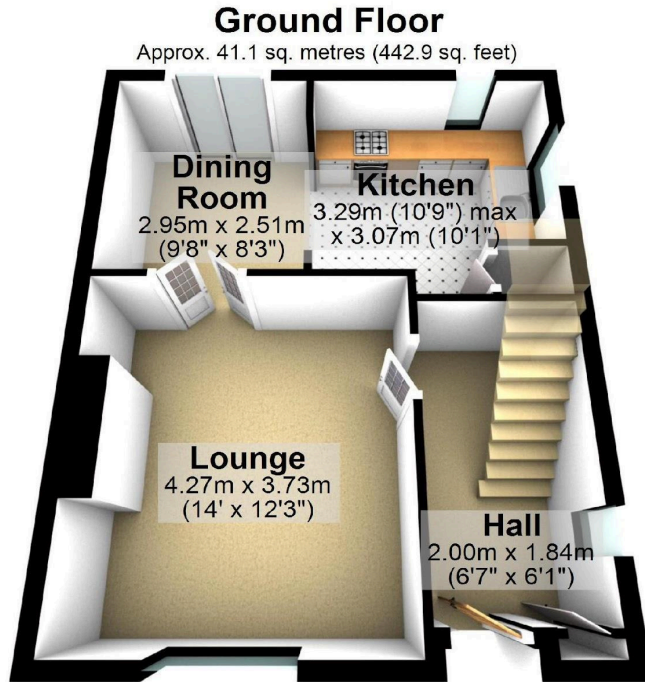 Ground Floor
Approx. 41.1 sq. metres (442.9 sq. feet)
Dining
Room
2.95m x 2.51m
(9'8" x 8'3")
Kitchen
3.29m (10'9") max
x 3.07m (10'1")
Lounge
4.27m x 3.73m
(14' x 12'3")
Hall
2.00m x 1.84m
(6'7" x 6'1")